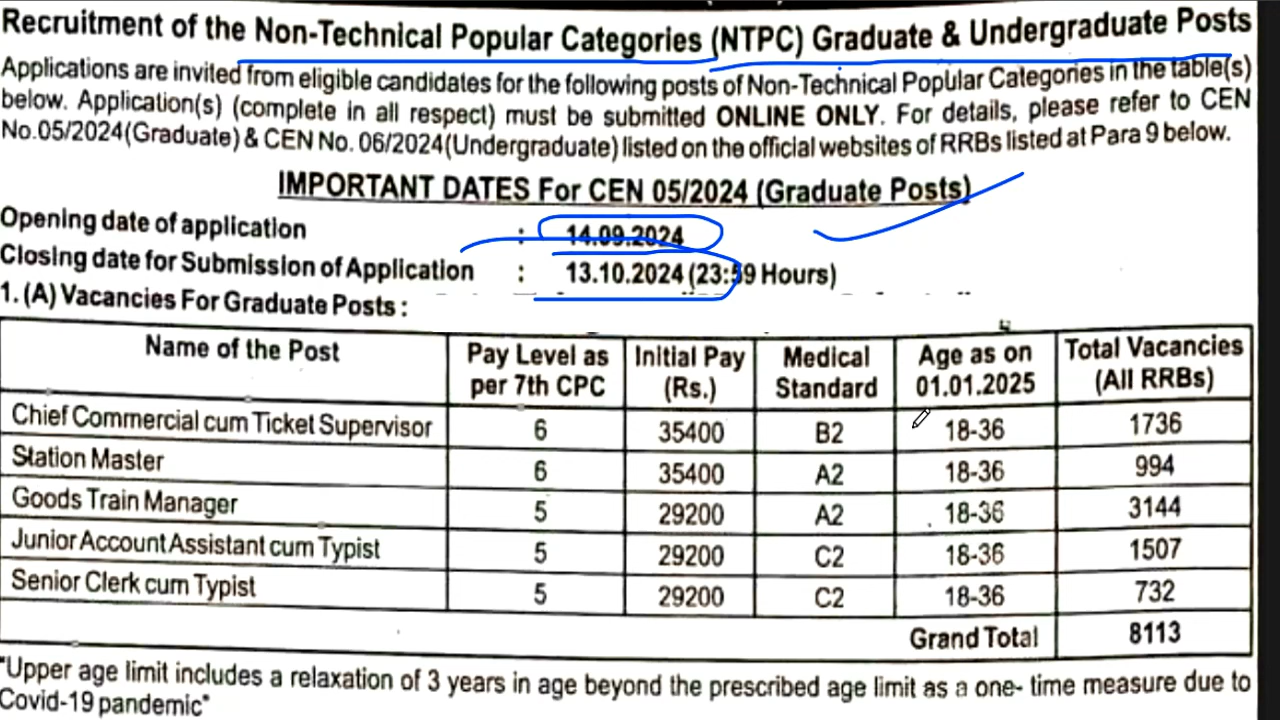 Recruitment of the Non-Technical Popular Categories (NTPC) Graduate & Undergraduate Posts
Applications are invited from eligible candidates for the following posts of Non-Technical Popular Categories in the table(s)
below. Application(s) (complete in all respect) must be submitted ONLINE ONLY. For details, please refer to CEN
No.05/2024(Graduate) & CEN No. 06/2024(Undergraduate) listed on the official websites of RRBs listed at Para 9 below.
IMPORTANT DATES For CEN 05/2024 (Graduate Posts)
Opening date of application : 14.09.2024
Closing date for Submission of Application : 13.10.2024 (23:59 Hours)
1. (A) Vacancies For Graduate Posts :
Name of the Post Pay Level as per 7th CPC Initial Pay (Rs.) Medical Standard Age as on 01.01.2025 Total Vacancies (All RRBs)
Chief Commercial cum Ticket Supervisor 6 35400 B2 18-36 1736
Station Master 6 35400 A2 18-36 994
Goods Train Manager 5 29200 A2 18-36 3144
Junior Account Assistant cum Typist 5 29200 C2 18-36 1507
Senior Clerk cum Typist 5 29200 C2 18-36 732
Grand Total 8113
"Upper age limit includes a relaxation of 3 years in age beyond the prescribed age limit as a one- time measure due to
Covid-19 pandemic"